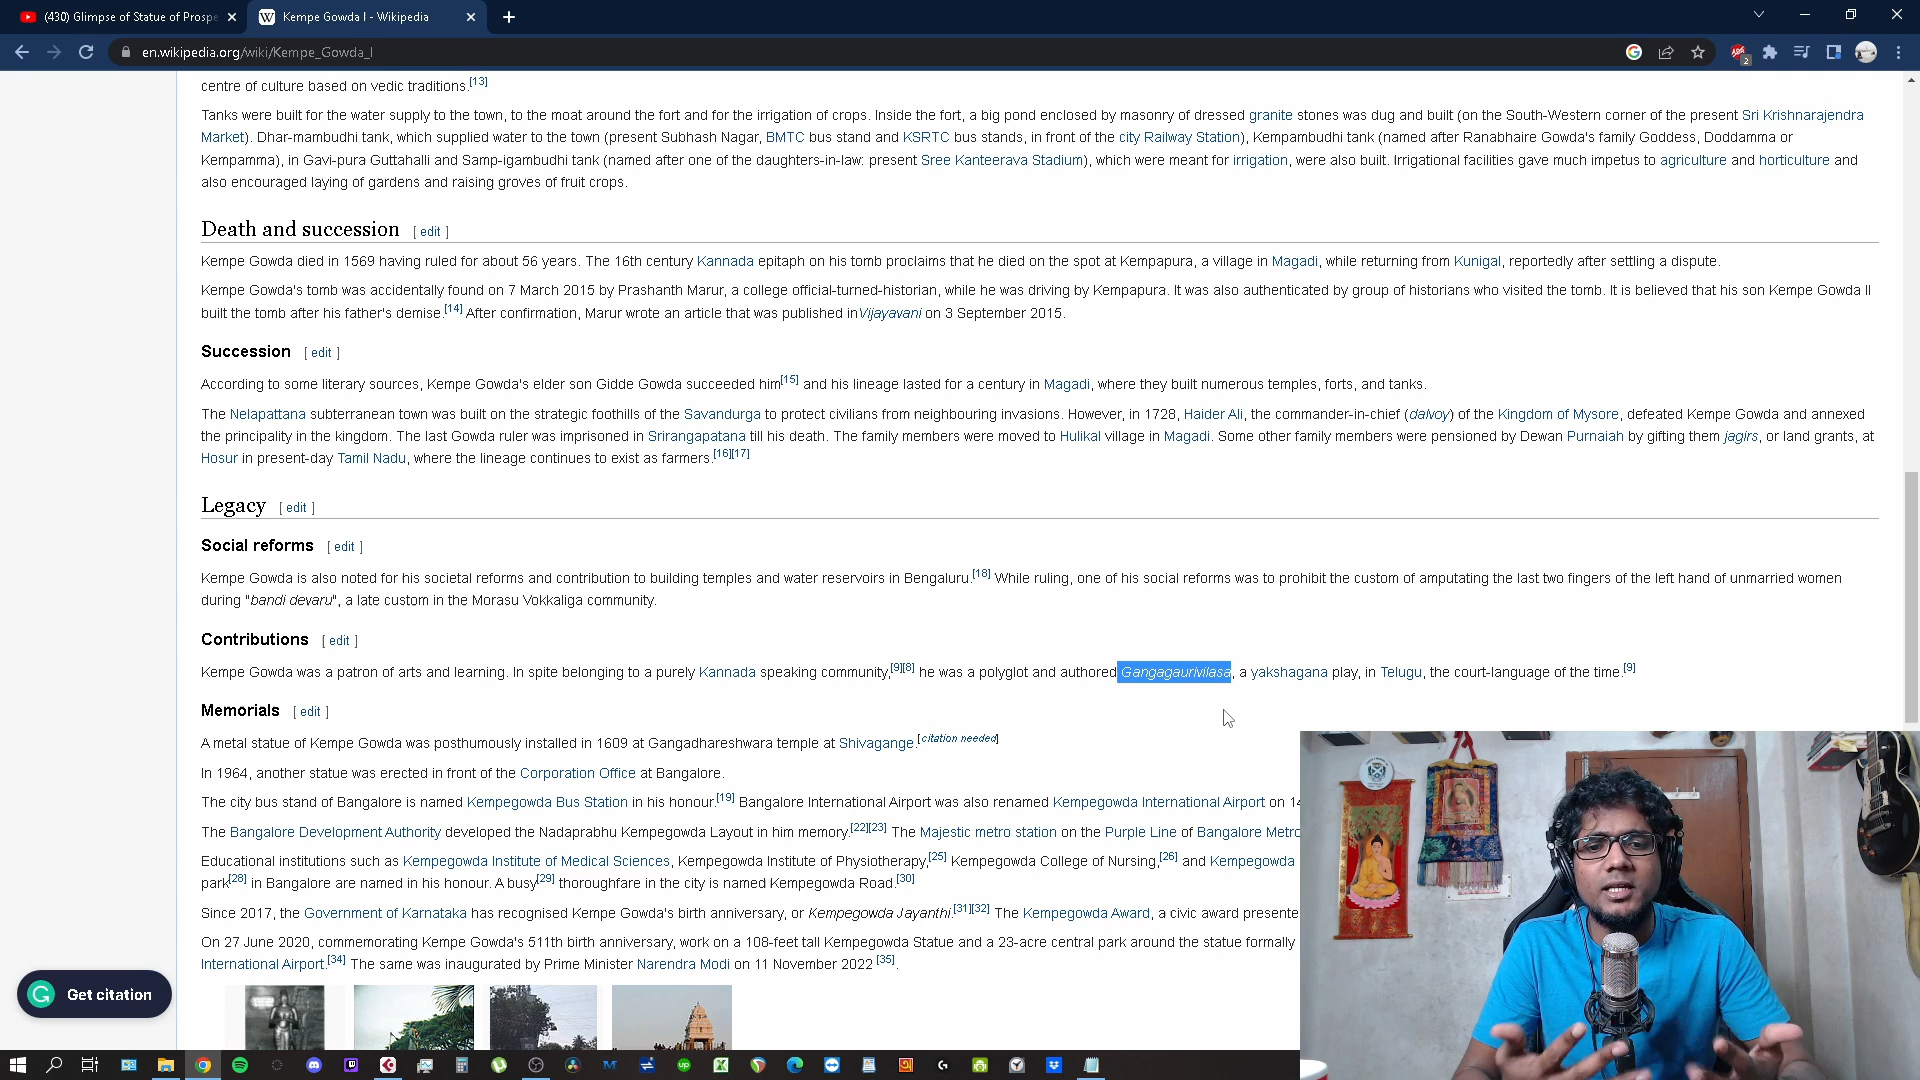 (430) Glimpse of Statue of Prospe
Kempe Gowda I - Wikipedia
en.wikipedia.org/wiki/Kempe_Gowda_I
2
centre of culture based on vedic traditions.[13]
Tanks were built for the water supply to the town, to the moat around the fort and for the irrigation of crops. Inside the fort, a big pond enclosed by masonry of dressed granite stones was dug and built (on the South-Western corner of the present Sri Krishnarajendra
Market). Dhar-mambudhi tank, which supplied water to the town (present Subhash Nagar, BMTC bus stand and KSRTC bus stands, in front of the city Railway Station), Kempambudhi tank (named after Ranabhaire Gowda's family Goddess, Doddamma or
Kempamma), in Gavi-pura Guttahalli and Samp-igambudhi tank (named after one of the daughters-in-law: present Sree Kanteerava Stadium), which were meant for irrigation, were also built. Irrigational facilities gave much impetus to agriculture and horticulture and
also encouraged laying of gardens and raising groves of fruit crops.
Death and succession [ edit ]
Kempe Gowda died in 1569 having ruled for about 56 years. The 16th century Kannada epitaph on his tomb proclaims that he died on the spot at Kempapura, a village in Magadi, while returning from Kunigal, reportedly after settling a dispute.
Kempe Gowda's tomb was accidentally found on 7 March 2015 by Prashanth Marur, a college official-turned-historian, while he was driving by Kempapura. It was also authenticated by group of historians who visited the tomb. It is believed that his son Kempe Gowda II
built the tomb after his father's demise.[14] After confirmation, Marur wrote an article that was published in Vijayavani on 3 September 2015.
Succession [ edit ]
According to some literary sources, Kempe Gowda's elder son Gidde Gowda succeeded him[15] and his lineage lasted for a century in Magadi, where they built numerous temples, forts, and tanks.
The Nelapattana subterranean town was built on the strategic foothills of the Savandurga to protect civilians from neighbouring invasions. However, in 1728, Haider Ali, the commander-in-chief (dalvoy) of the Kingdom of Mysore, defeated Kempe Gowda and annexed
the principality in the kingdom. The last Gowda ruler was imprisoned in Srirangapatana till his death. The family members were moved to Hulikal village in Magadi. Some other family members were pensioned by Dewan Purnaiah by gifting them jagirs, or land grants, at
Hosur in present-day Tamil Nadu, where the lineage continues to exist as farmers.[16][17]
Legacy [ edit ]
Social reforms [ edit ]
Kempe Gowda is also noted for his societal reforms and contribution to building temples and water reservoirs in Bengaluru.[18] While ruling, one of his social reforms was to prohibit the custom of amputating the last two fingers of the left hand of unmarried women
during "bandi devaru", a late custom in the Morasu Vokkaliga community.
Contributions [ edit ]
Kempe Gowda was a patron of arts and learning. In spite belonging to a purely Kannada speaking community,[9][8] he was a polyglot and authored Gangagaurivilasa, a yakshagana play, in Telugu, the court-language of the time.[9]
Memorials [ edit ]
A metal statue of Kempe Gowda was posthumously installed in 1609 at Gangadhareshwara temple at Shivagange.[citation needed]
In 1964, another statue was erected in front of the Corporation Office at Bangalore.
The city bus stand of Bangalore is named Kempegowda Bus Station in his honour.[19] Bangalore International Airport was also renamed Kempegowda International Airport on 14
The Bangalore Development Authority developed the Nadaprabhu Kempegowda Layout in him memory.[22][23] The Majestic metro station on the Purple Line of Bangalore Metro
Educational institutions such as Kempegowda Institute of Medical Sciences, Kempegowda Institute of Physiotherapy,[25] Kempegowda College of Nursing,[26] and Kempegowda
park[28] in Bangalore are named in his honour. A busy[29] thoroughfare in the city is named Kempegowda Road.[30]
Since 2017, the Government of Karnataka has recognised Kempe Gowda's birth anniversary, or Kempegowda Jayanthi.[31][32] The Kempegowda Award, a civic award presente
On 27 June 2020, commemorating Kempe Gowda's 511th birth anniversary, work on a 108-feet tall Kempegowda Statue and a 23-acre central park around the statue formally
International Airport.[34] The same was inaugurated by Prime Minister Narendra Modi on 11 November 2022 [35].
Get citation